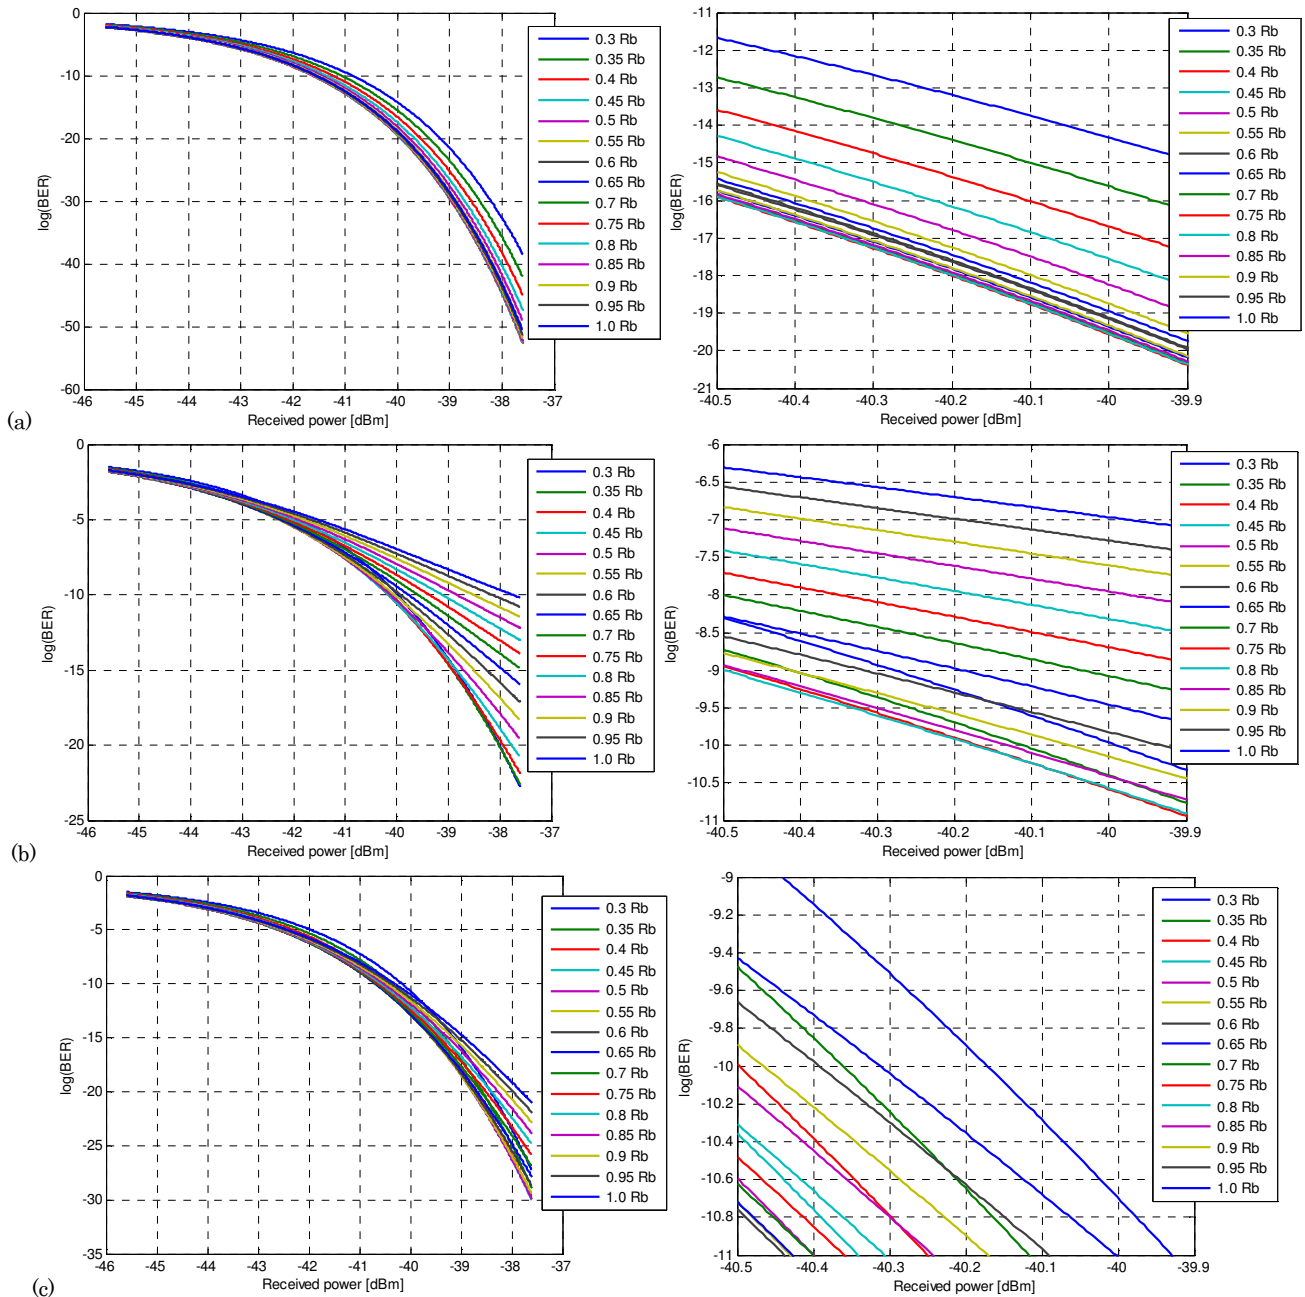 0
-10
-20
-30
-40
-50
-60
log(BER)
-46 -45 -44 -43 -42 -41 -40 -39 -38 -37
Received power [dBm]
0.3 Rb
0.35 Rb
0.4 Rb
0.45 Rb
0.5 Rb
0.55 Rb
0.6 Rb
0.65 Rb
0.7 Rb
0.75 Rb
0.8 Rb
0.85 Rb
0.9 Rb
0.95 Rb
1.0 Rb
-11
-12
-13
-14
-15
-16
-17
-18
-19
-20
-21
log(BER)
-40.5 -40.4 -40.3 -40.2 -40.1 -40 -39.9
Received power [dBm]
0.3 Rb
0.35 Rb
0.4 Rb
0.45 Rb
0.5 Rb
0.55 Rb
0.6 Rb
0.65 Rb
0.7 Rb
0.75 Rb
0.8 Rb
0.85 Rb
0.9 Rb
0.95 Rb
1.0 Rb
(a)
0
-5
-10
-15
-20
-25
log(BER)
-46 -45 -44 -43 -42 -41 -40 -39 -38 -37
Received power [dBm]
0.3 Rb
0.35 Rb
0.4 Rb
0.45 Rb
0.5 Rb
0.55 Rb
0.6 Rb
0.65 Rb
0.7 Rb
0.75 Rb
0.8 Rb
0.85 Rb
0.9 Rb
0.95 Rb
1.0 Rb
-6
-6.5
-7
-7.5
-8
-8.5
-9
-9.5
-10
-10.5
-11
log(BER)
-40.5 -40.4 -40.3 -40.2 -40.1 -40 -39.9
Received power [dBm]
0.3 Rb
0.35 Rb
0.4 Rb
0.45 Rb
0.5 Rb
0.55 Rb
0.6 Rb
0.65 Rb
0.7 Rb
0.75 Rb
0.8 Rb
0.85 Rb
0.9 Rb
0.95 Rb
1.0 Rb
(b)
0
-5
-10
-15
-20
-25
-30
-35
log(BER)
-46 -45 -44 -43 -42 -41 -40 -39 -38 -37
Received power [dBm]
0.3 Rb
0.35 Rb
0.4 Rb
0.45 Rb
0.5 Rb
0.55 Rb
0.6 Rb
0.65 Rb
0.7 Rb
0.75 Rb
0.8 Rb
0.85 Rb
0.9 Rb
0.95 Rb
1.0 Rb
-9
-9.2
-9.4
-9.6
-9.8
-10
-10.2
-10.4
-10.6
-10.8
-11
log(BER)
-40.5 -40.4 -40.3 -40.2 -40.1 -40 -39.9
Received power [dBm]
0.3 Rb
0.35 Rb
0.4 Rb
0.45 Rb
0.5 Rb
0.55 Rb
0.6 Rb
0.65 Rb
0.7 Rb
0.75 Rb
0.8 Rb
0.85 Rb
0.9 Rb
0.95 Rb
1.0 Rb
(c)